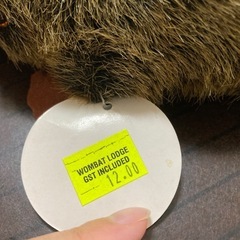 WOMBAT LODGE
GST INCLUDED
12.00